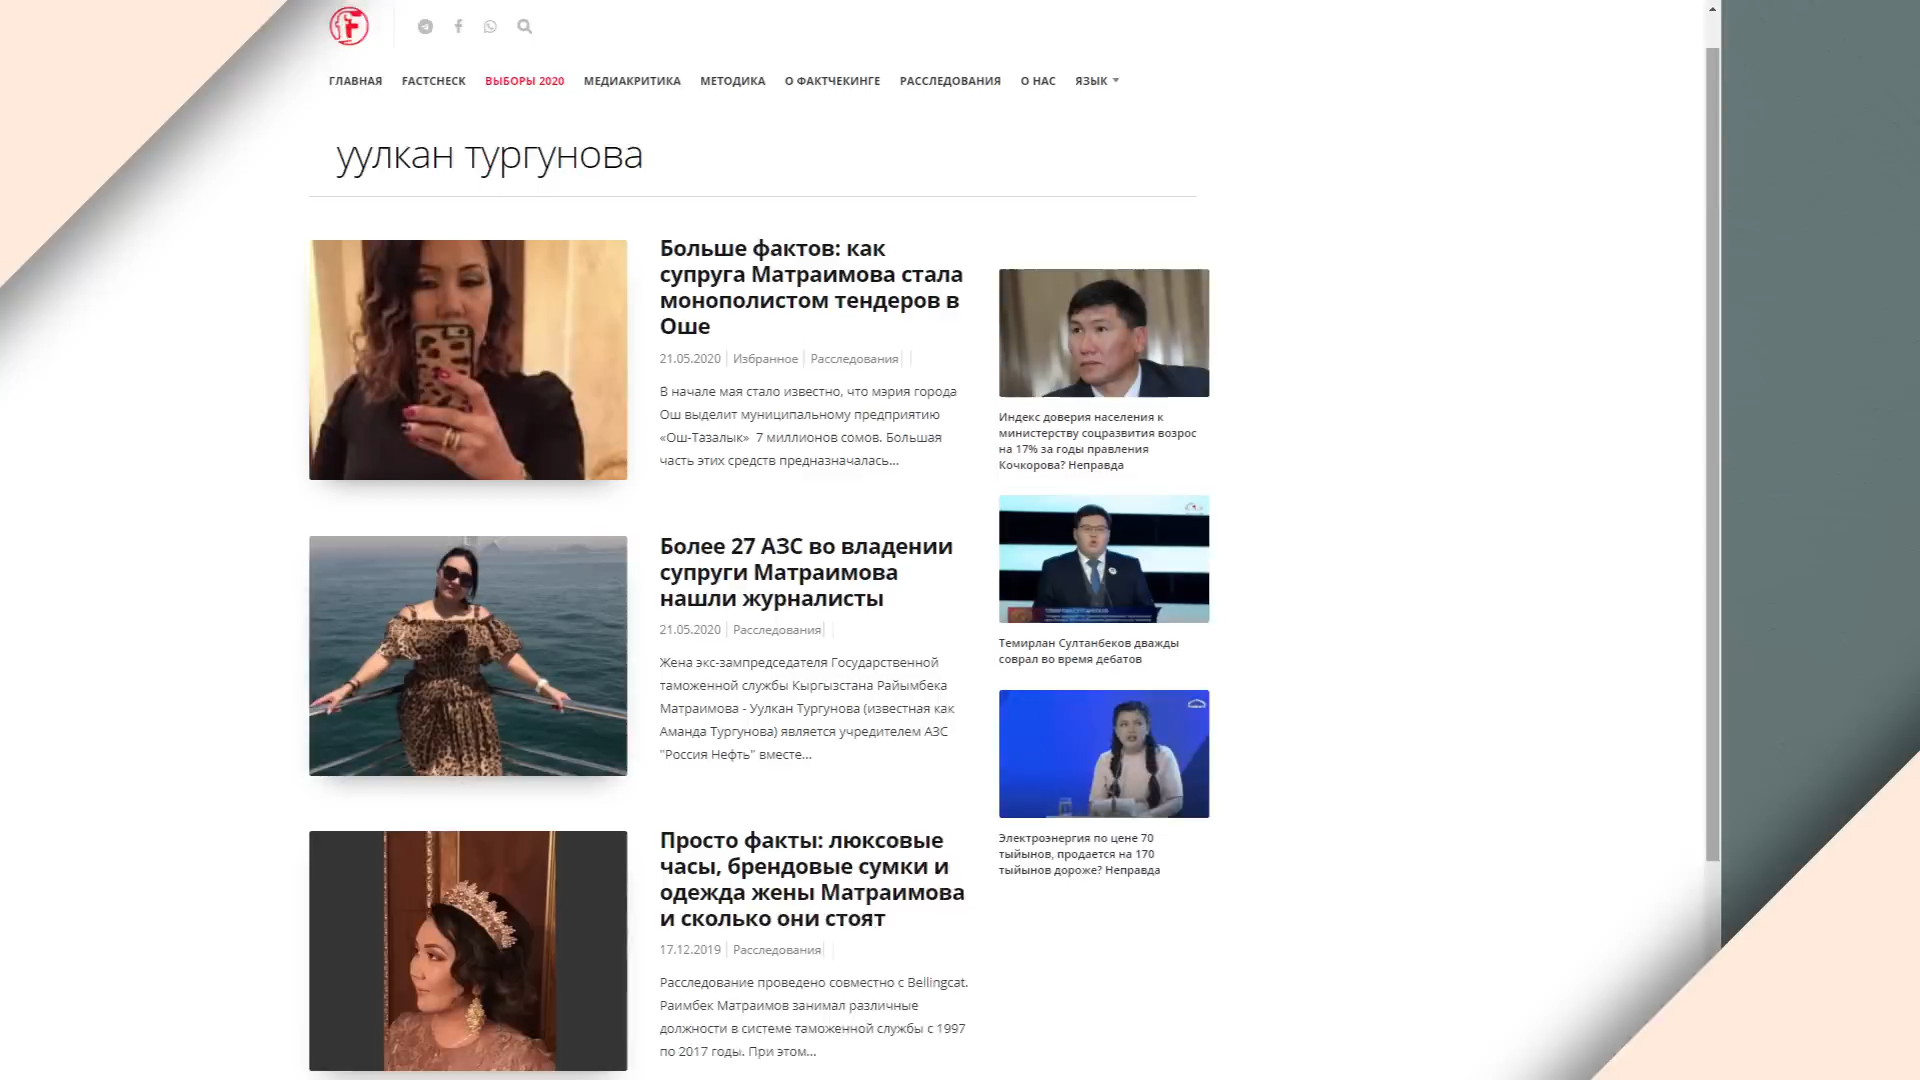 ГЛАВНАЯ FACTCHECK ВЫБОРЫ 2020 МЕДИАКРИТИКА МЕТОДИКА О ФАКТЧЕКИНГЕ РАССЛЕДОВАНИЯ О НАС ЯЗЫК
уулкан тургунова
Больше фактов: как
супруга Матраимова стала
монополистом тендеров в
Оше
21.05.2020 Избранное Расследования
В начале мая стало известно, что мэрия города
Ош выделит муниципальному предприятию
«Ош-Тазалык» 7 миллионов сомов. Большая
часть этих средств предназначалась...
Более 27 АЗС во владении
супруги Матраимова
нашли журналисты
21.05.2020 Расследования
Жена экс-зампредседателя Государственной
таможенной службы Кыргызстана Райымбека
Матраимова - Уулкан Тургунова (известная как
Аманда Тургунова) является учредителем АЗС
"Россия Нефть" вместе...
Просто факты: люксовые
часы, брендовые сумки и
одежда жены Матраимова
и сколько они стоят
17.12.2019 Расследования
Расследование проведено совместно с Bellingcat.
Раимбек Матраимов занимал различные
должности в системе таможенной службы с 1997
по 2017 годы. При этом...
Индекс доверия населения к
министерству соцразвития возрос
на 17% за годы правления
Кочкорова? Неправда
Темирлан Султанбеков дважды
соврал во время дебатов
Электроэнергия по цене 70
тыйынов, продается на 170
тыйынов дороже? Неправда